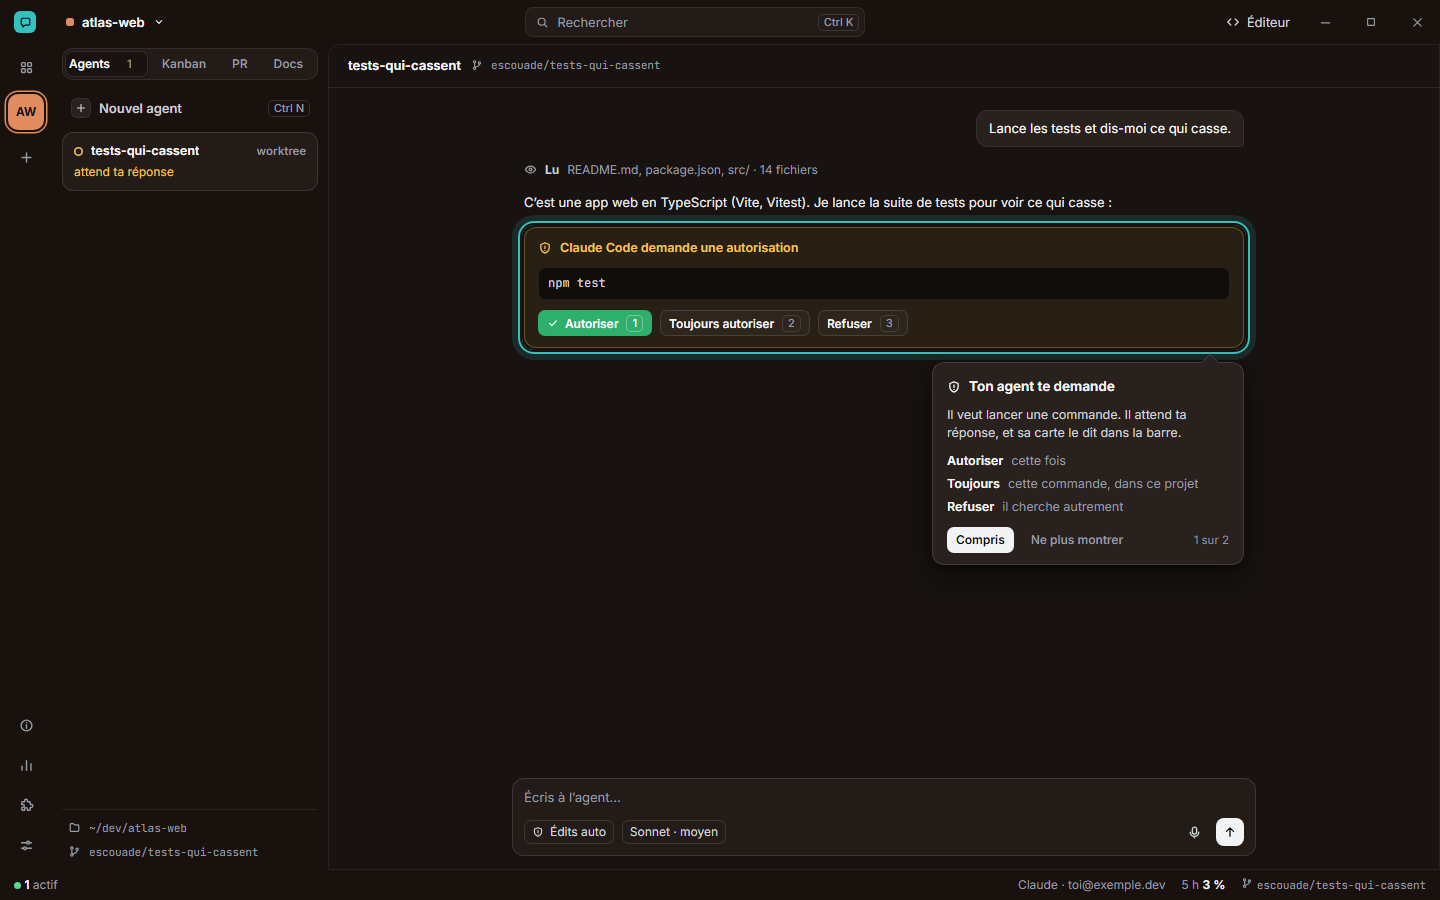 atlas-web
Rechercher
Ctrl K
Éditeur
Agents 1
Kanban
PR
Docs
tests-qui-cassent
escouade/tests-qui-cassent
AW
Nouvel agent
Ctrl N
tests-qui-cassent
worktree
attend ta réponse
Lance les tests et dis-moi ce qui casse.
Lu README.md, package.json, src/ · 14 fichiers
C’est une app web en TypeScript (Vite, Vitest). Je lance la suite de tests pour voir ce qui casse :
Claude Code demande une autorisation
npm test
Autoriser 1
Toujours autoriser 2
Refuser 3
Ton agent te demande
Il veut lancer une commande. Il attend ta
réponse, et sa carte le dit dans la barre.
Autoriser cette fois
Toujours cette commande, dans ce projet
Refuser il cherche autrement
Compris
Ne plus montrer
1 sur 2
Écris à l’agent...
Édits auto
Sonnet · moyen
~/dev/atlas-web
escouade/tests-qui-cassent
1 actif
Claude · toi@exemple.dev
5 h 3 %
escouade/tests-qui-cassent